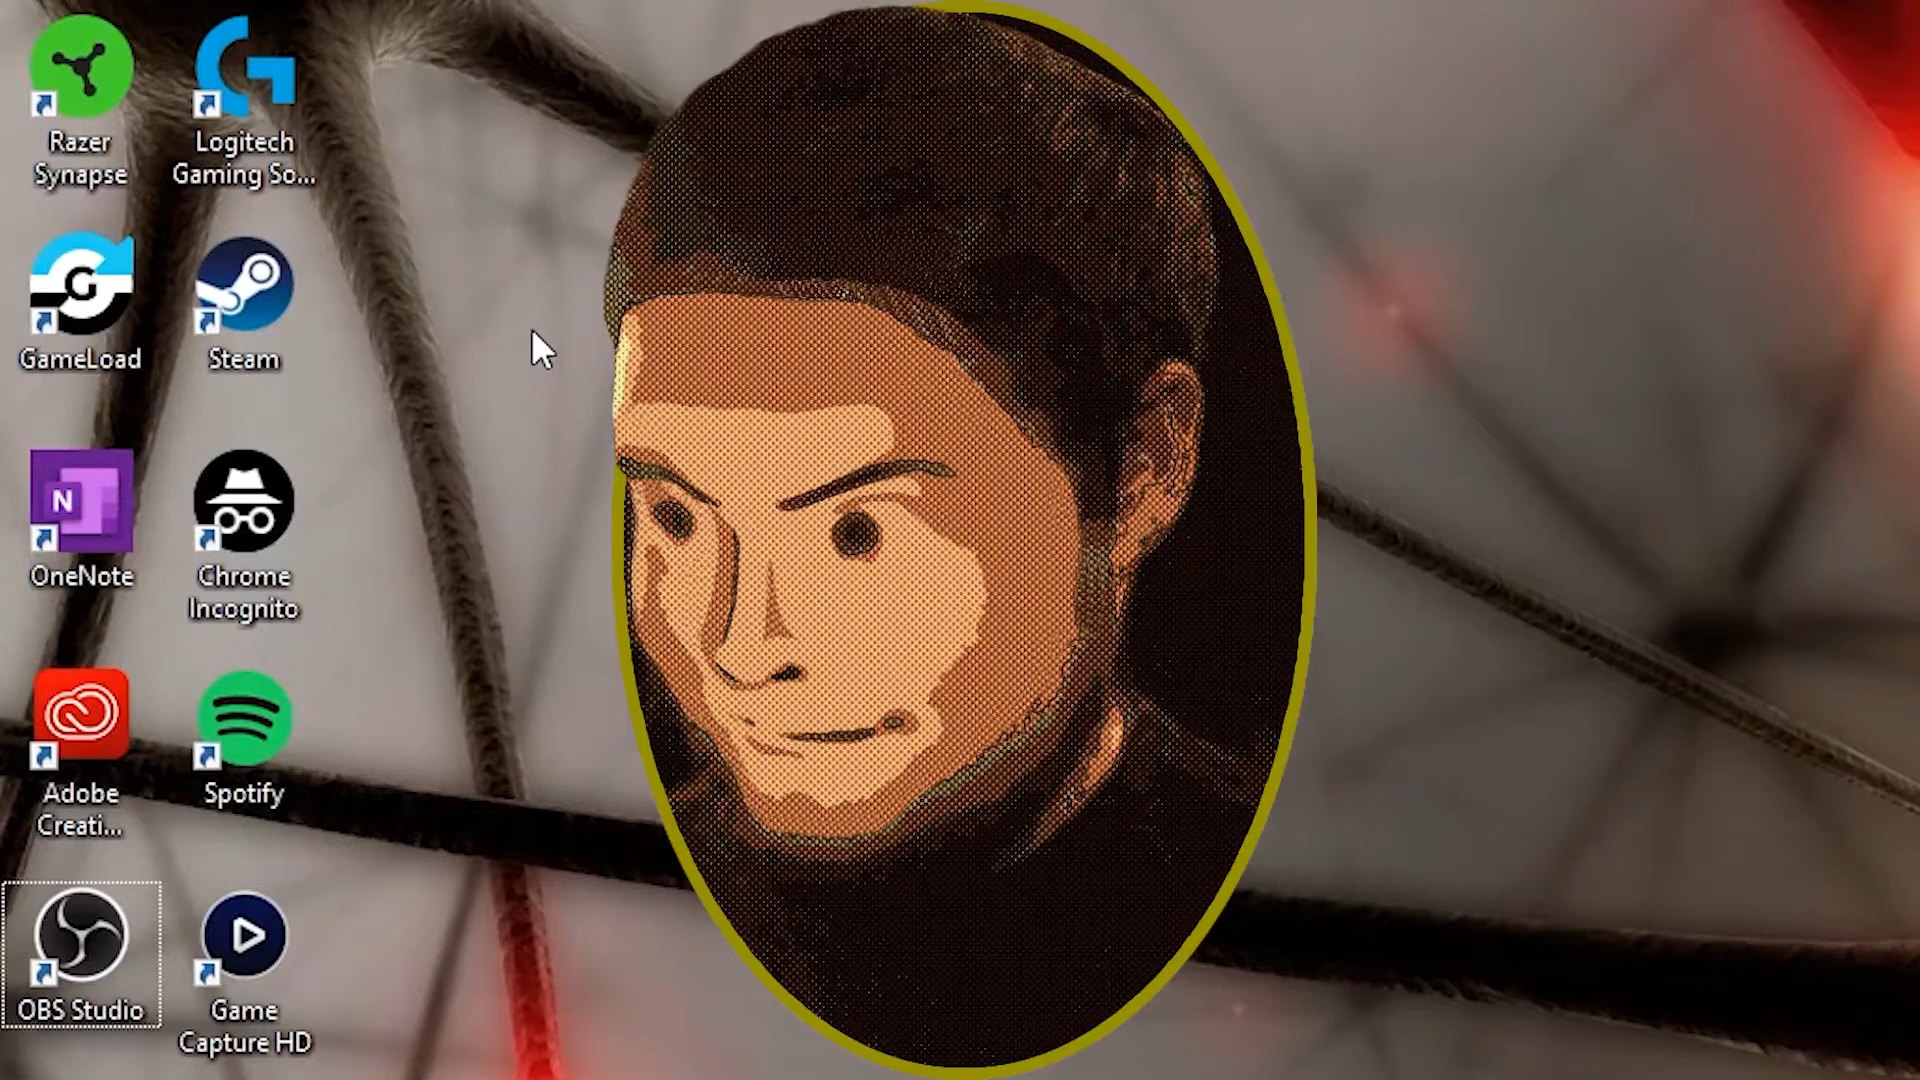 Razer
Synapse
Logitech
Gaming So...
GameLoad
Steam
OneNote
Chrome
Incognito
Adobe
Creati...
Spotify
OBS Studio
Game
Capture HD